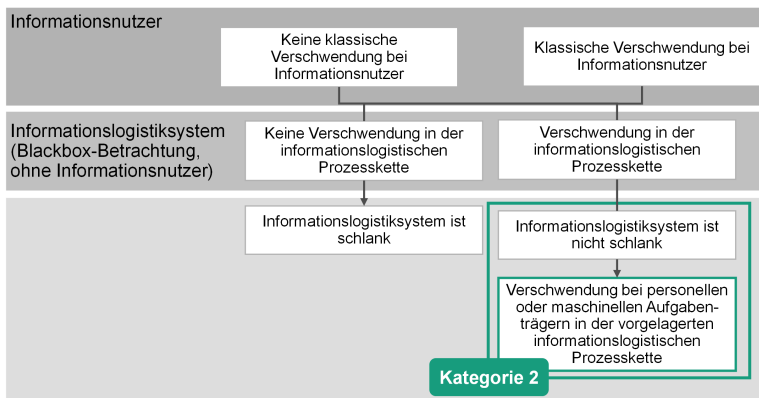 Informationsnutzer
Keine klassische
Verschwendung bei
Informationsnutzer
Klassische Verschwendung bei
Informationsnutzer
Informationslogistiksystem
(Blackbox-Betrachtung,
ohne Informationsnutzer)
Keine Verschwendung in der
informationslogistischen
Prozesskette
Verschwendung in der
informationslogistischen
Prozesskette
Informationslogistiksystem ist
schlank
Informationslogistiksystem ist
nicht schlank
Verschwendung bei personellen
oder maschinellen Aufgaben-
trägern in der vorgelagerten
informationslogistischen
Prozesskette
Kategorie 2